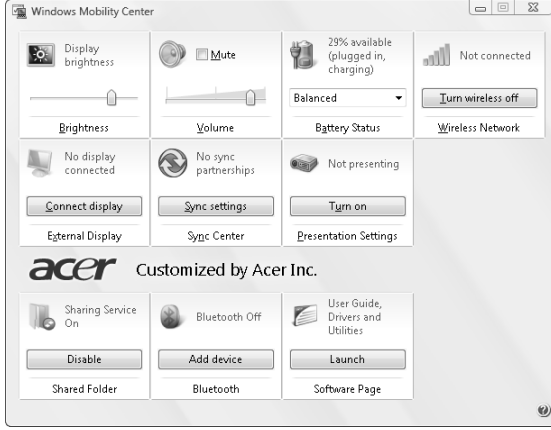 Windows Mobility Center
Display
brightness
Brightness
Mute
Volume
29% available
(plugged in,
charging)
Balanced
Battery Status
Not connected
Turn wireless off
Wireless Network
No display
connected
Connect display
External Display
No sync
partnerships
Sync settings
Sync Center
Not presenting
Turn on
Presentation Settings
acer Customized by Acer Inc.
Sharing Service
On
Disable
Shared Folder
Bluetooth Off
Add device
Bluetooth
User Guide,
Drivers and
Utilities
Launch
Software Page